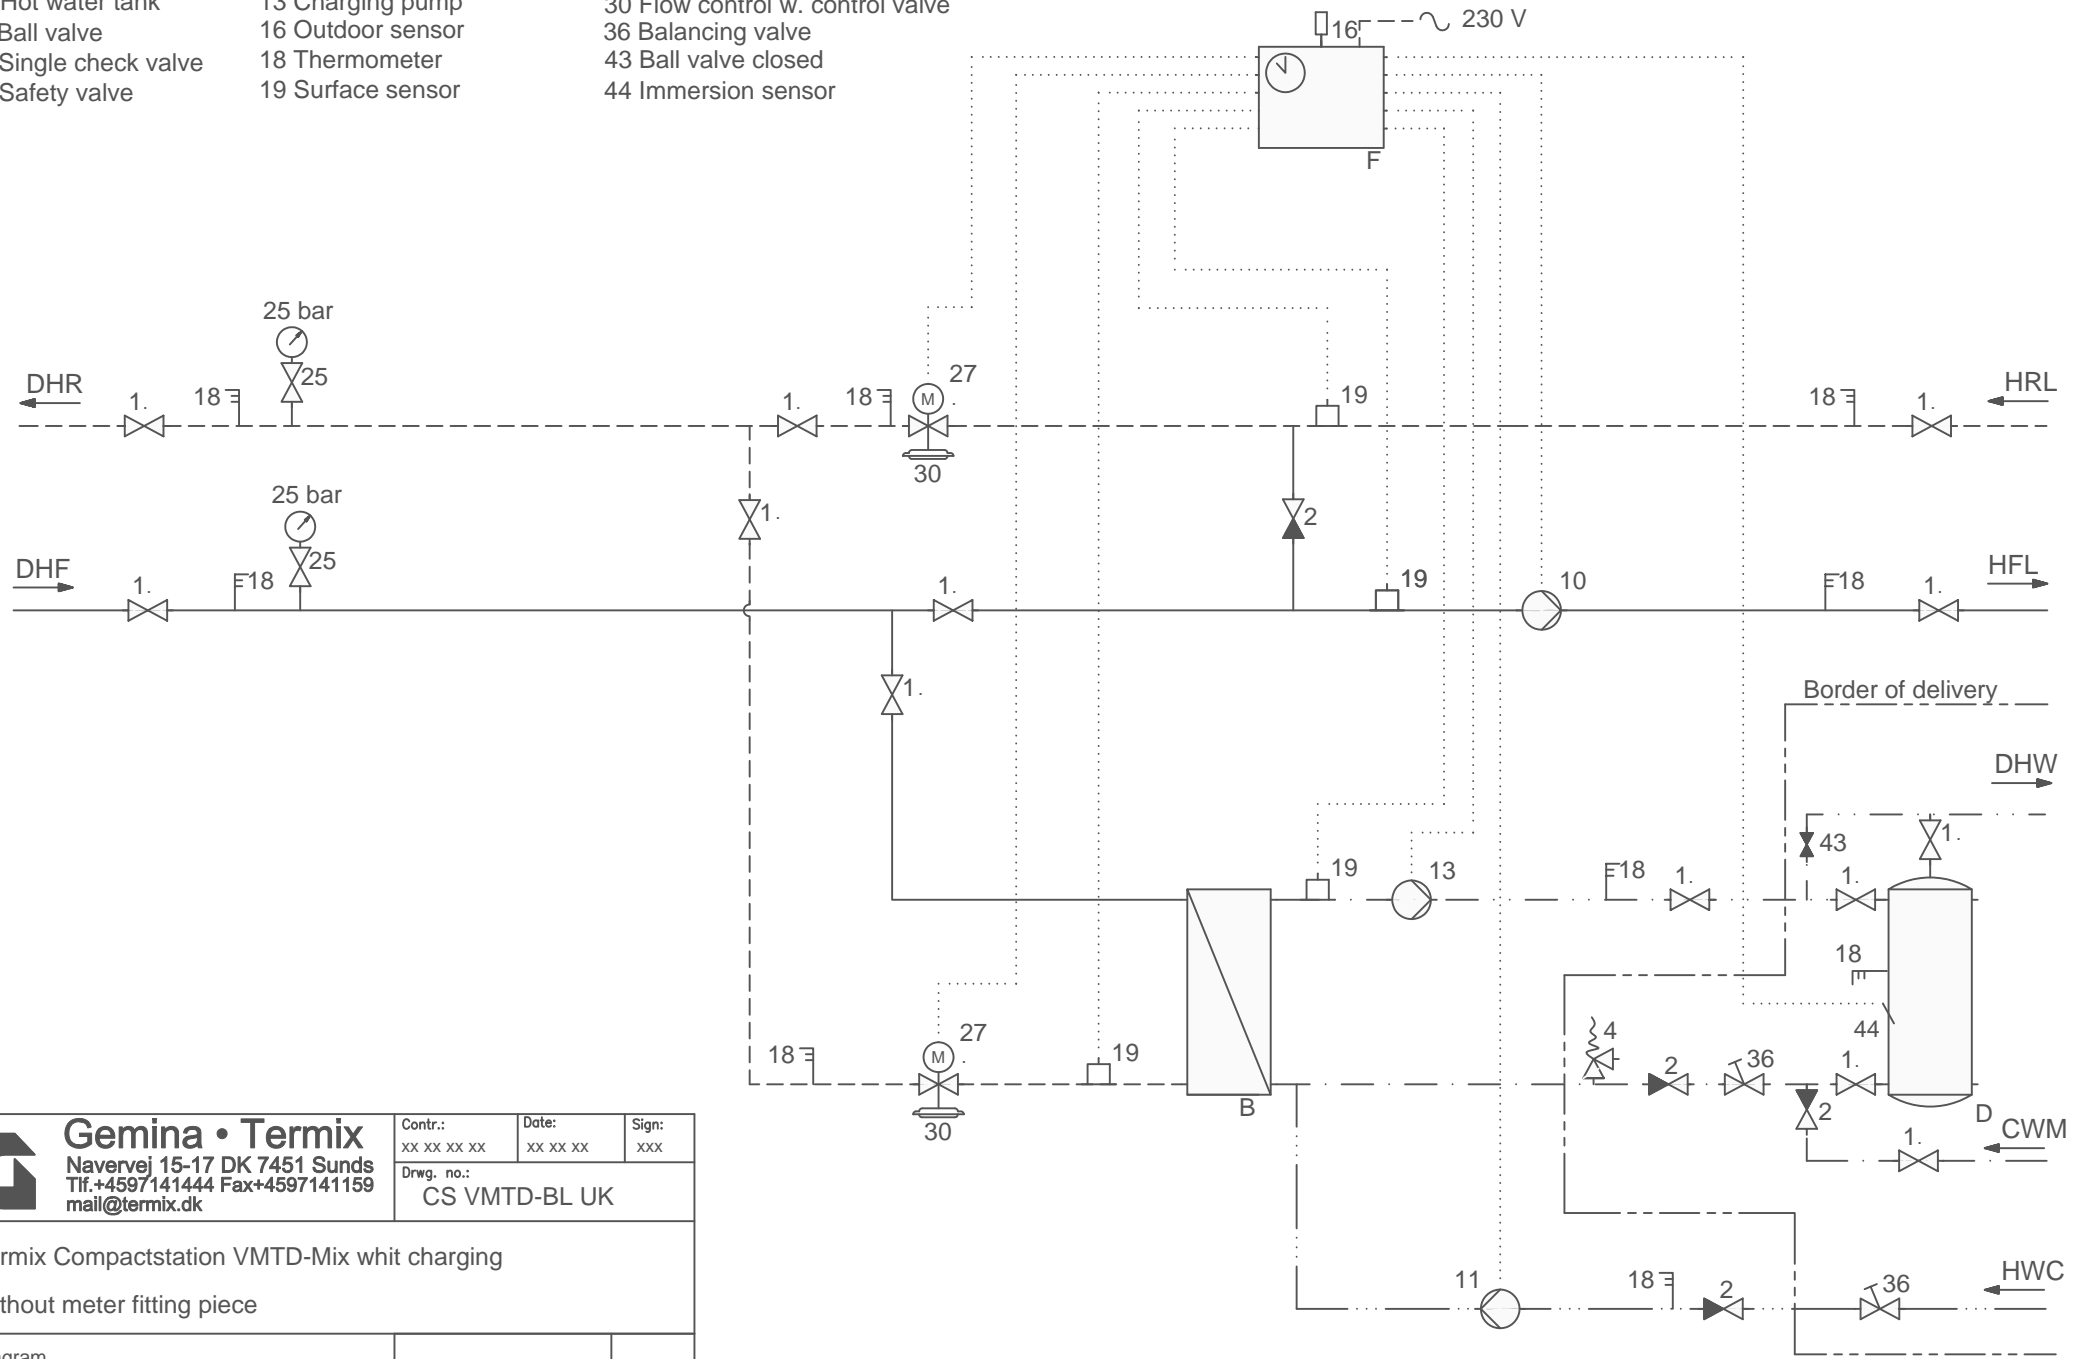 Hot water tank
13 Charging pump
30 Flow control w. control valve
Ball valve
16 Outdoor sensor
36 Balancing valve
Single check valve
18 Thermometer
43 Ball valve closed
Safety valve
19 Surface sensor
44 Immersion sensor
16
230 V
F
25 bar
25
DHR
1.
18
1.
18
27
M
.
30
19
18
1.
HRL
25 bar
25
DHF
1.
18
1.
1.
2
19
10
18
1.
HFL
1.
Border of delivery
DHW
43
1.
19
13
18
1.
1.
18
44
18
27
M
.
30
19
B
4
2
36
1.
2
D
1.
CWM
11
18
2
36
HWC
Gemina • Termix
Navervej 15-17 DK 7451 Sunds
Tlf.+4597141444 Fax+4597141159
mail@termix.dk
Contr.:
xx xx xx xx
Date:
xx xx xx
Sign:
xxx
Drwg. no.:
CS VMTD-BL UK
rmix Compactstation VMTD-Mix whit charging
thout meter fitting piece